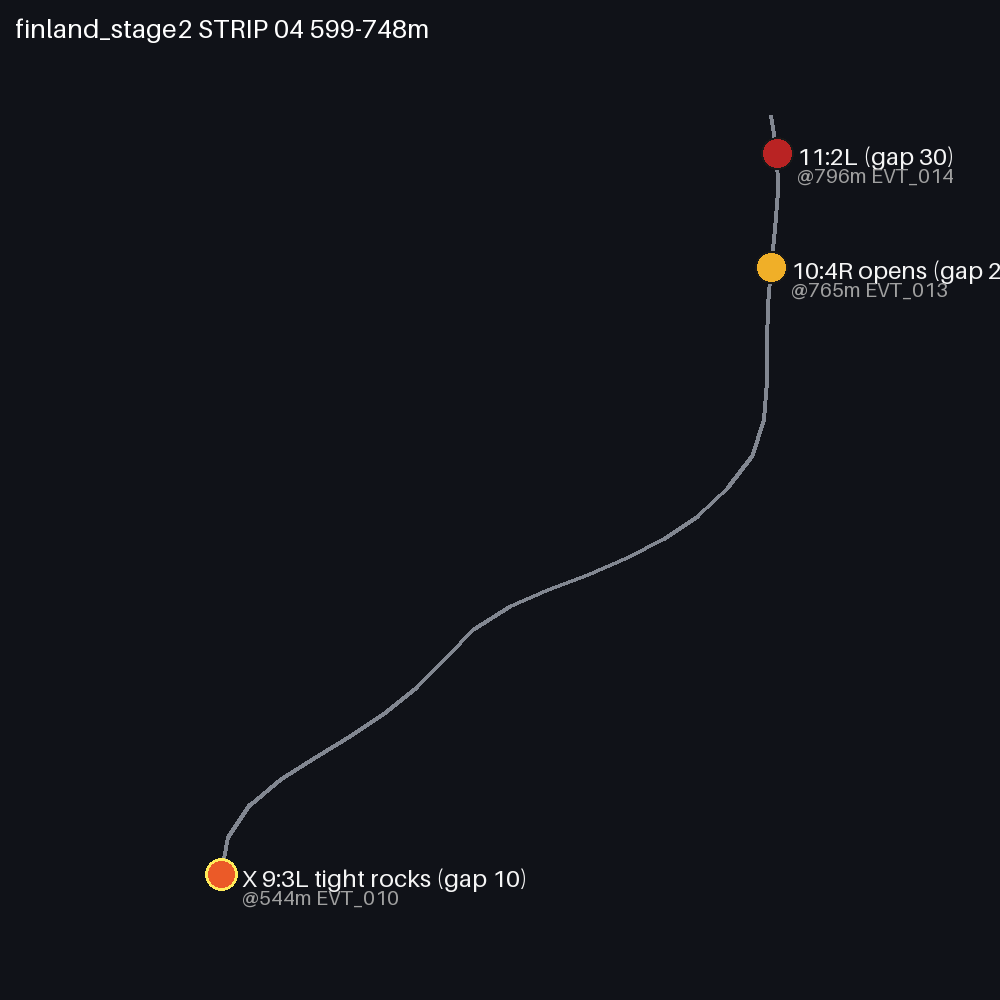 finland_stage2 STRIP 04 599-748m
11:2L (gap 30)
@796m EVT_014
10:4R opens (gap 2
@765m EVT_013
X 9:3L tight rocks (gap 10)
@544m EVT_010